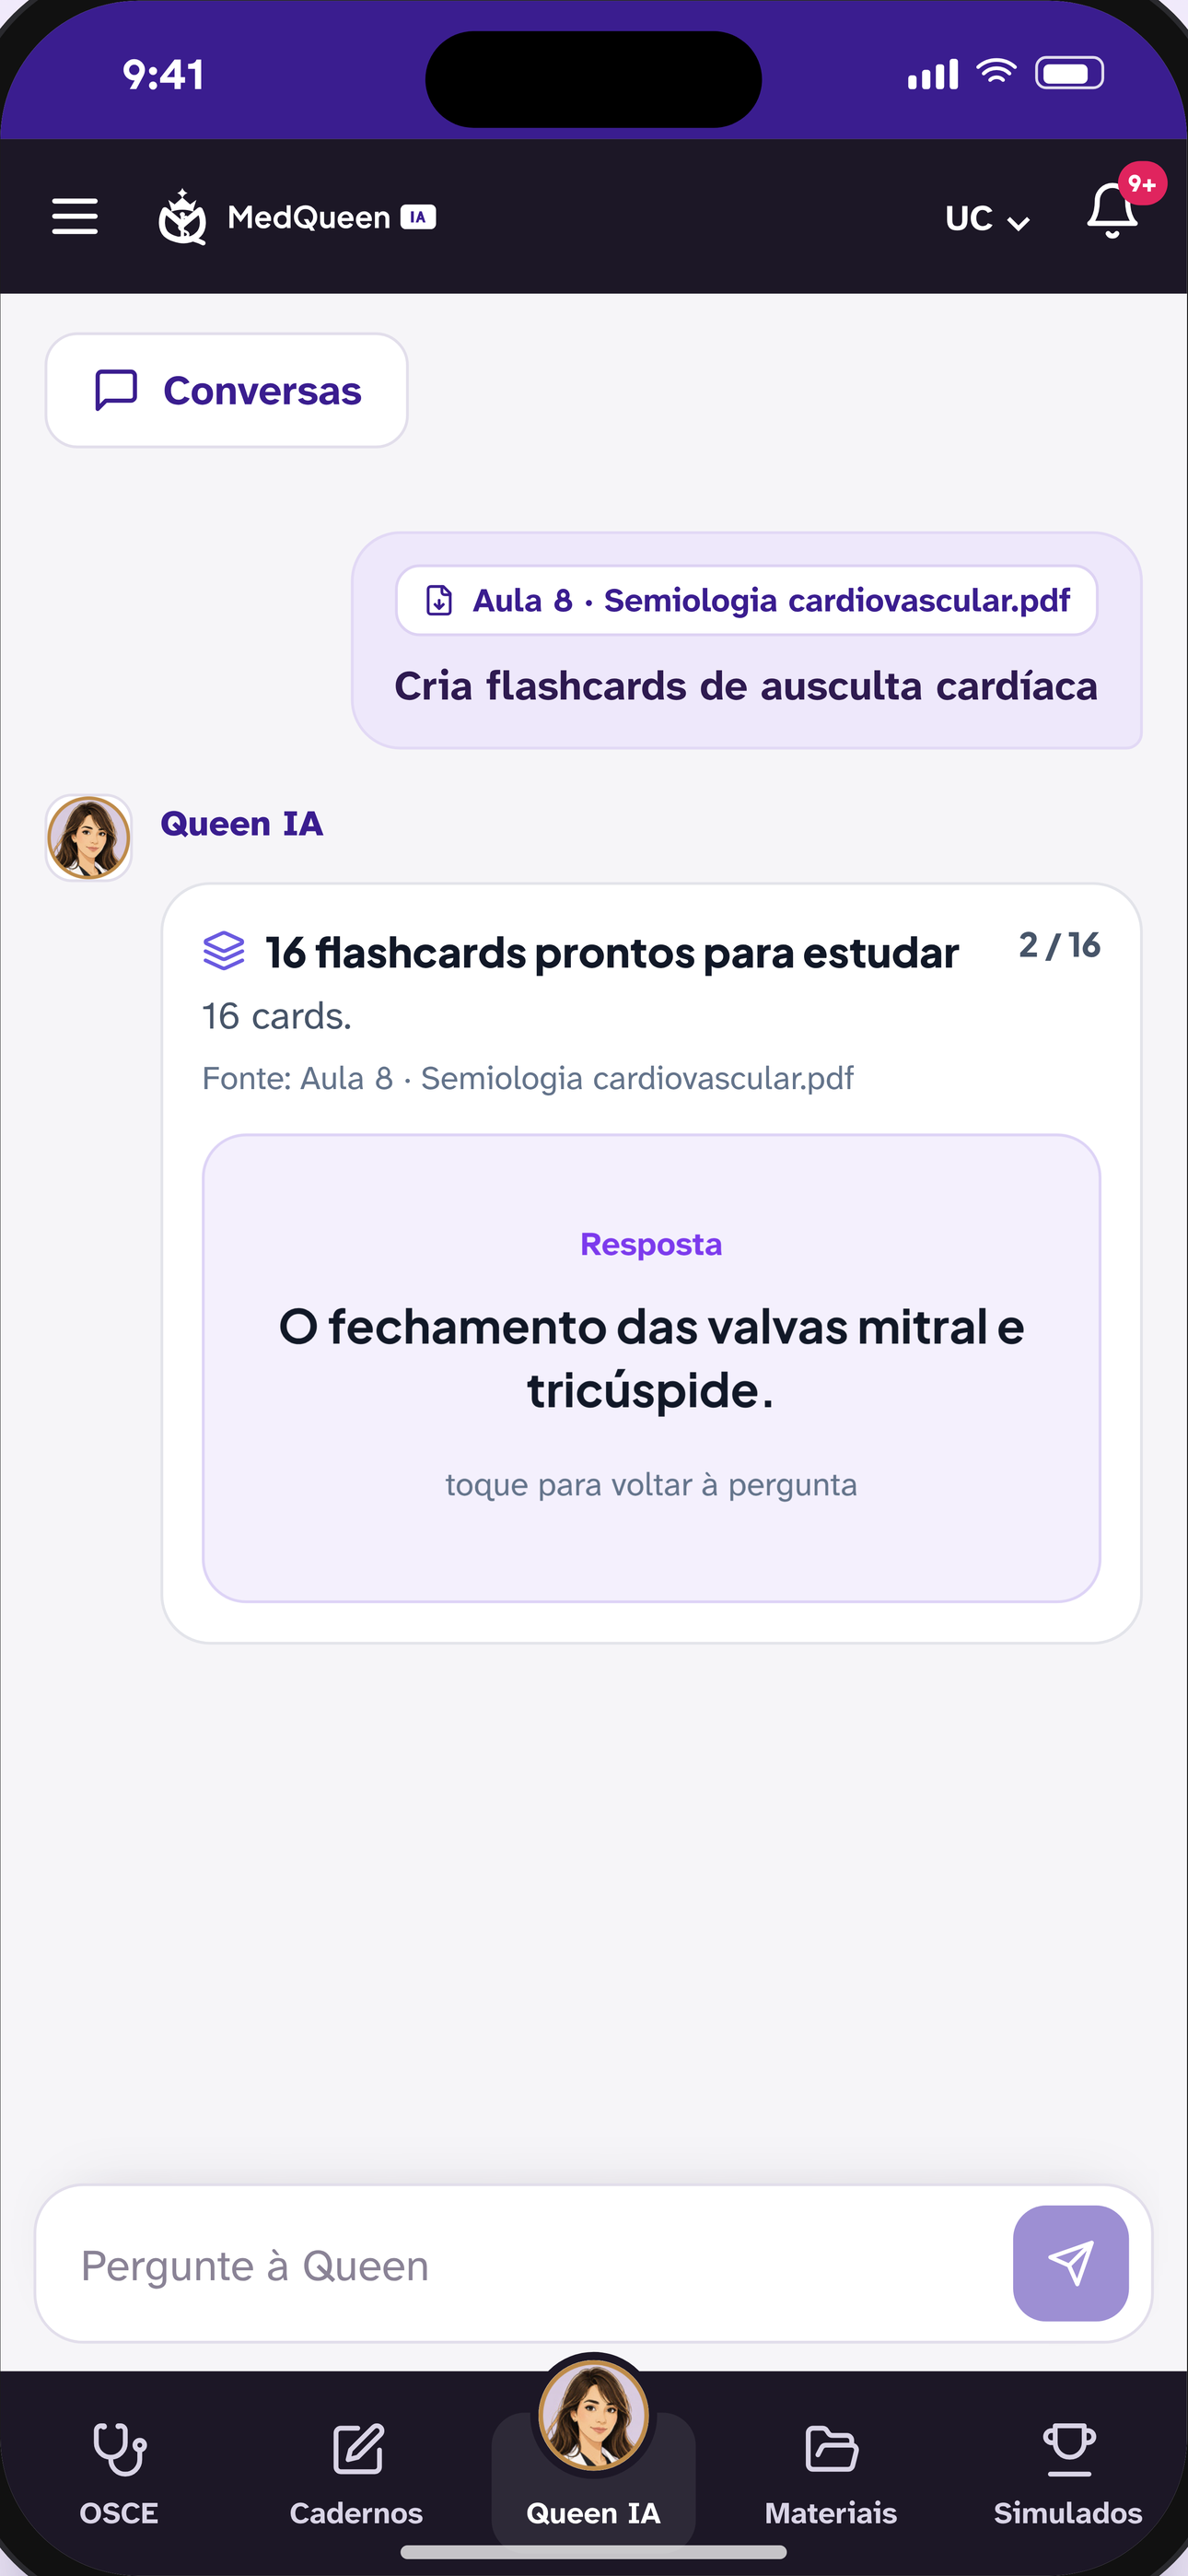 9:41
MedQueen IA
UC
9+
Conversas
Aula 8 · Semiologia cardiovascular.pdf
Cria flashcards de ausculta cardíaca
Queen IA
16 flashcards prontos para estudar 2 / 16
16 cards.
Fonte: Aula 8 · Semiologia cardiovascular.pdf
Resposta
O fechamento das valvas mitral e
tricúspide.
toque para voltar à pergunta
Pergunte à Queen
OSCE
Cadernos
Queen IA
Materiais
Simulados